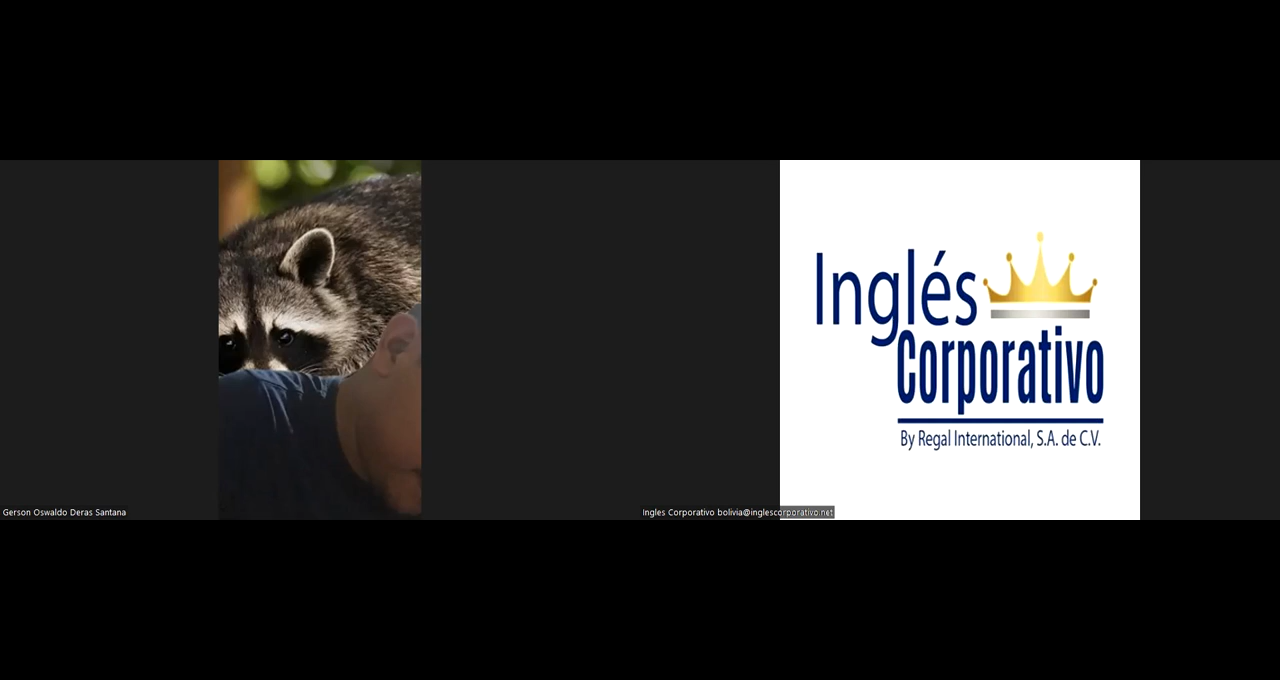 Inglés
Corporativo
By Regal International, S.A. de C.V.
Gerson Oswaldo Deras Santana
Ingles Corporativo bolivia@inglescorporativo.net